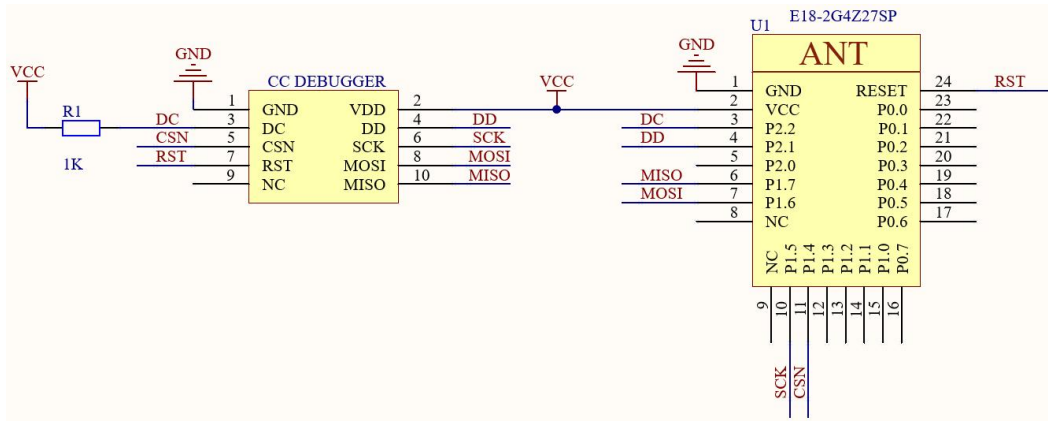 E18-2G4Z27SP
U1
ANT
VCC
GND
CC DEBUGGER
VCC
GND
R1
1K
DC
CSN
RST
1
3
5
7
9
GND
DC
CSN
RST
NC
VDD
DD
SCK
MOSI
MISO
2
4
6
8
10
DD
SCK
MOSI
MISO
DC
DD
MISO
MOSI
1
2
3
4
5
6
7
8
GND
VCC
P2.2
P2.1
P2.0
P1.7
P1.6
NC
RESET
P0.0
P0.1
P0.2
P0.3
P0.4
P0.5
P0.6
24
23
22
21
20
19
18
17
RST
NC
P1.5
P1.4
P1.3
P1.2
P1.1
P1.0
P0.7
9
10
11
12
13
14
15
16
SCK
CSN